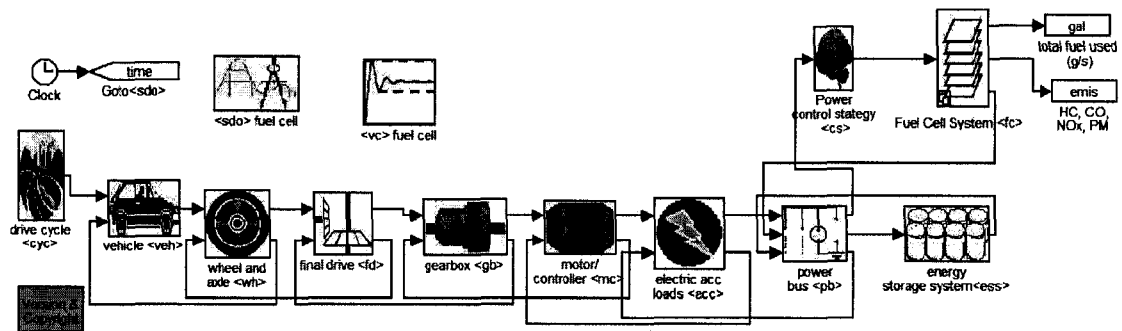 gal
total fuel used
(g/s)
time
Clock
Goto<sdo>
emis
<sdo> fuel cell
<vc> fuel cell
Power
control stategy
<cs>
Fuel Cell System <fc>
HC, CO,
NOx, PM
drive cycle
<cyc>
vehicle <veh>
wheel and
axle <wh>
final drive <fd>
gearbox <gb>
motor/
controller <mc>
electric acc
loads <acc>
power
bus <pb>
energy
storage system<ess>